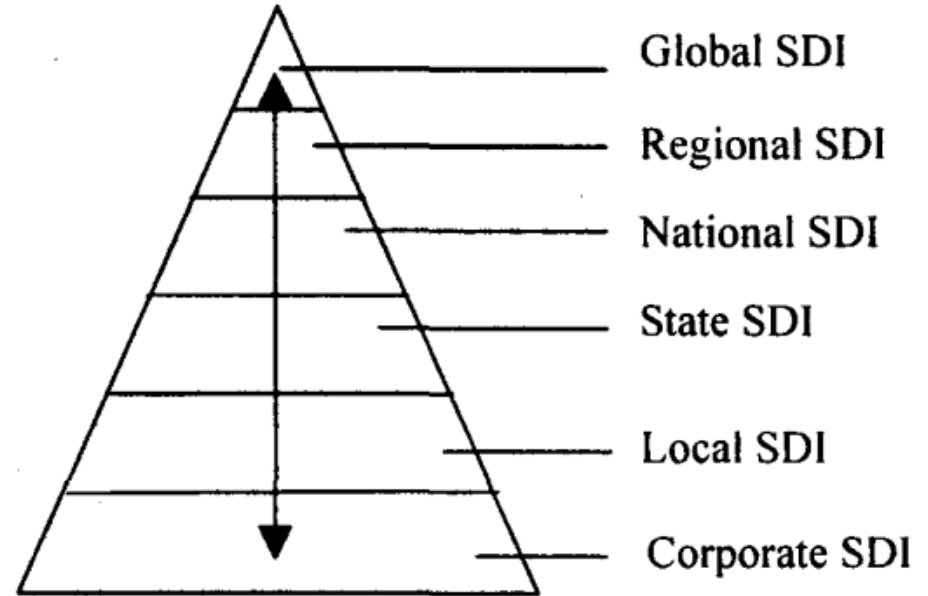 Global SDI
Regional SDI
National SDI
State SDI
Local SDI
Corporate SDI